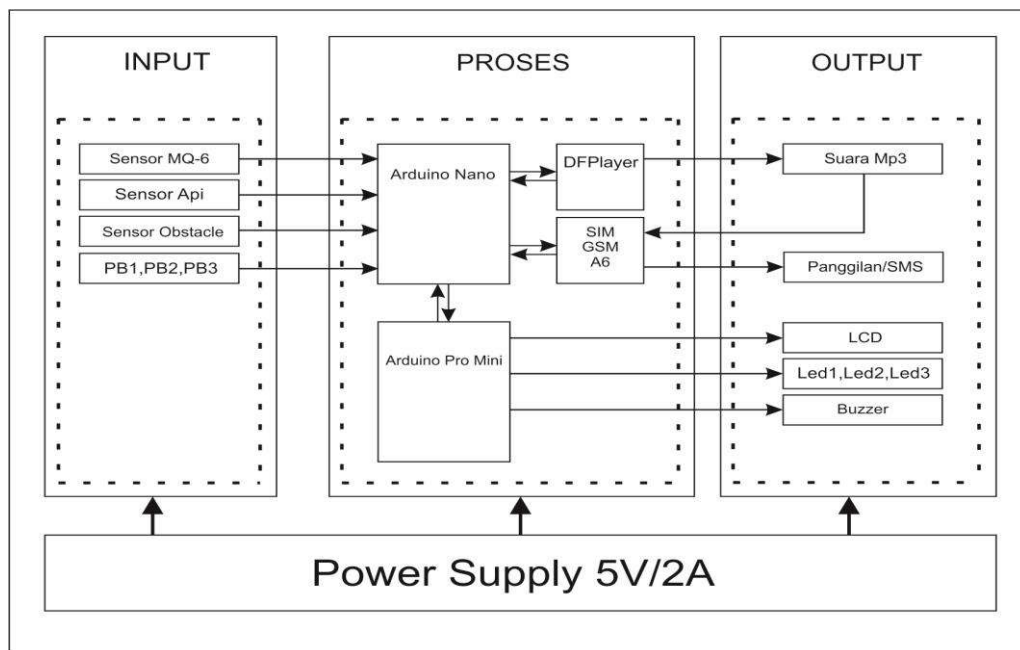 INPUT
Sensor MQ-6
Sensor Api
Sensor Obstacle
PB1,PB2,PB3
PROSES
Arduino Nano
DFPlayer
SIM
GSM
A6
Arduino Pro Mini
OUTPUT
Suara Mp3
Panggilan/SMS
LCD
Led1,Led2,Led3
Buzzer
Power Supply 5V/2A